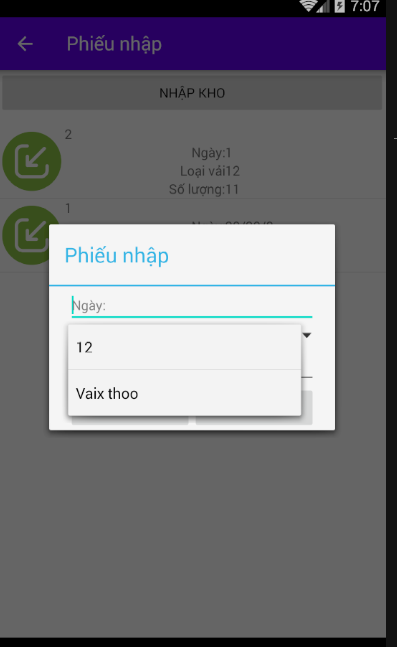 7:07
Phiếu nhập
NHẬP KHO
2
Ngày:1
Loại vải12
Số lượng:11
1
Phiếu nhập
Ngày:
12
Vaix thoo